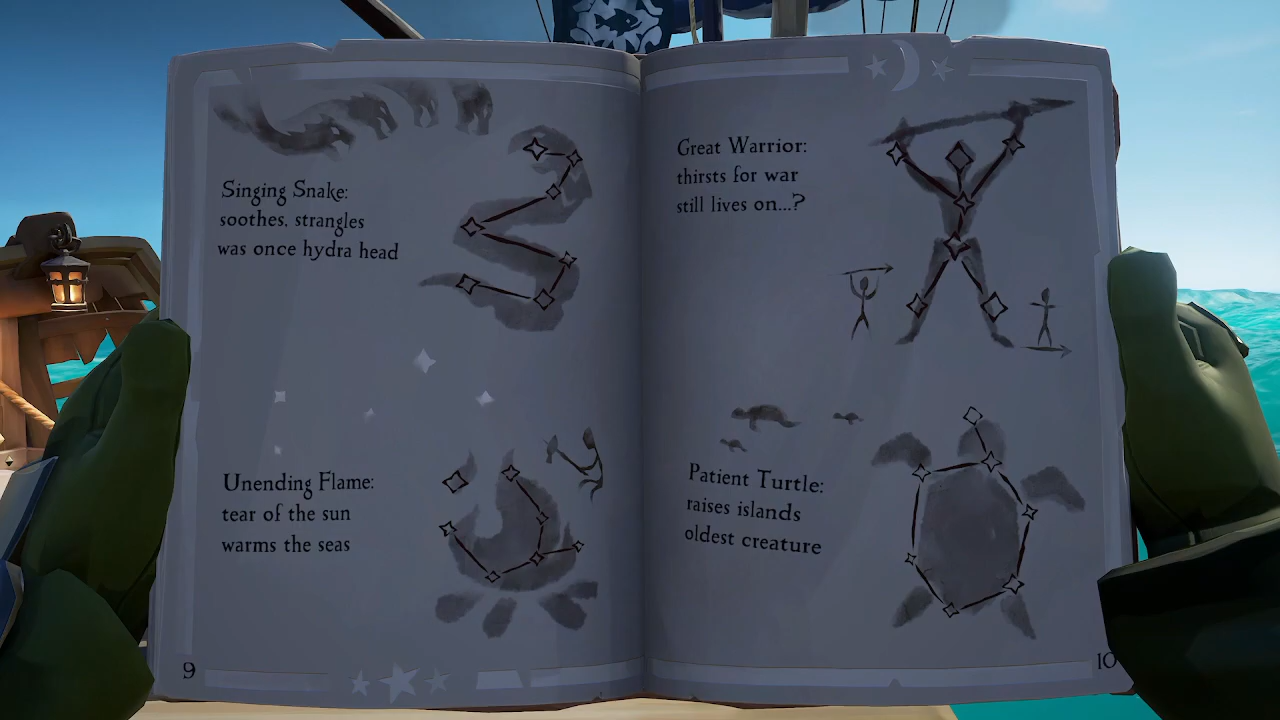 Singing Snake:
soothes. strangles
was once hydra head
Unending Flame:
tear of the sun
warms the seas
9
Great Warrior:
thirsts for war
still lives on...?
Patient Turtle:
raises islands
oldest creature
10